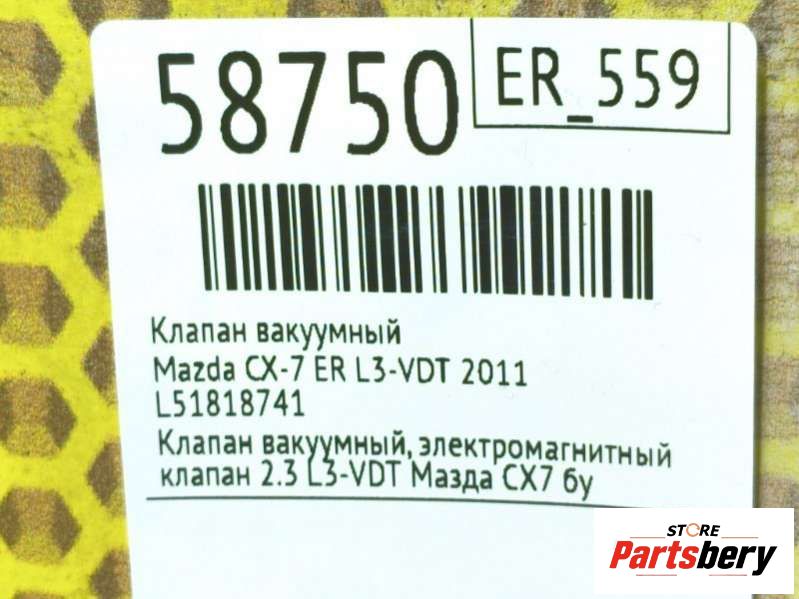 58750
ER_559
Клапан вакуумный
Mazda CX-7 ER L3-VDT 2011
L51818741
Клапан вакуумный, электромагнитный
клапан 2.3 L3-VDT Мазда СХ7 бу
STORE
Partsbery